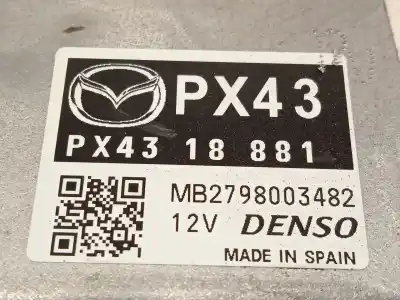 PX43
PX43 18 881
MB2798003482
12V DENSO
MADE IN SPAIN